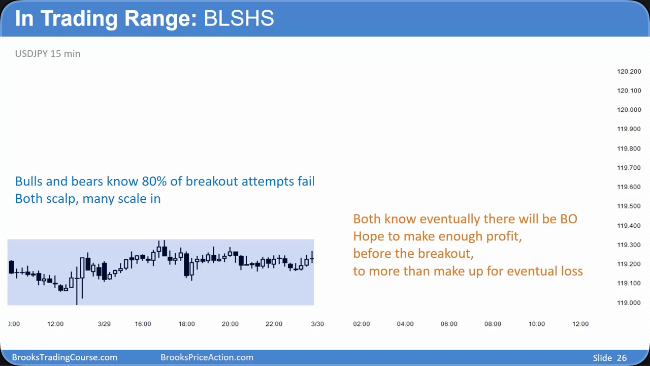 In Trading Range: BLSHS
USDJPY 15 min
120.200
120.100
120.000
119.900
119.800
119.700
119.600
119.500
119.400
119.300
119.200
119.100
119.000
Bulls and bears know 80% of breakout attempts fail
Both scalp, many scale in
Both know eventually there will be BO
Hope to make enough profit,
before the breakout,
to more than make up for eventual loss
0:00 12:00 3/29 16:00 18:00 20:00 22:00 3/30 02:00 04:00 06:00 08:00 10:00 12:00
BrooksTradingCourse.com BrooksPriceAction.com Slide 26